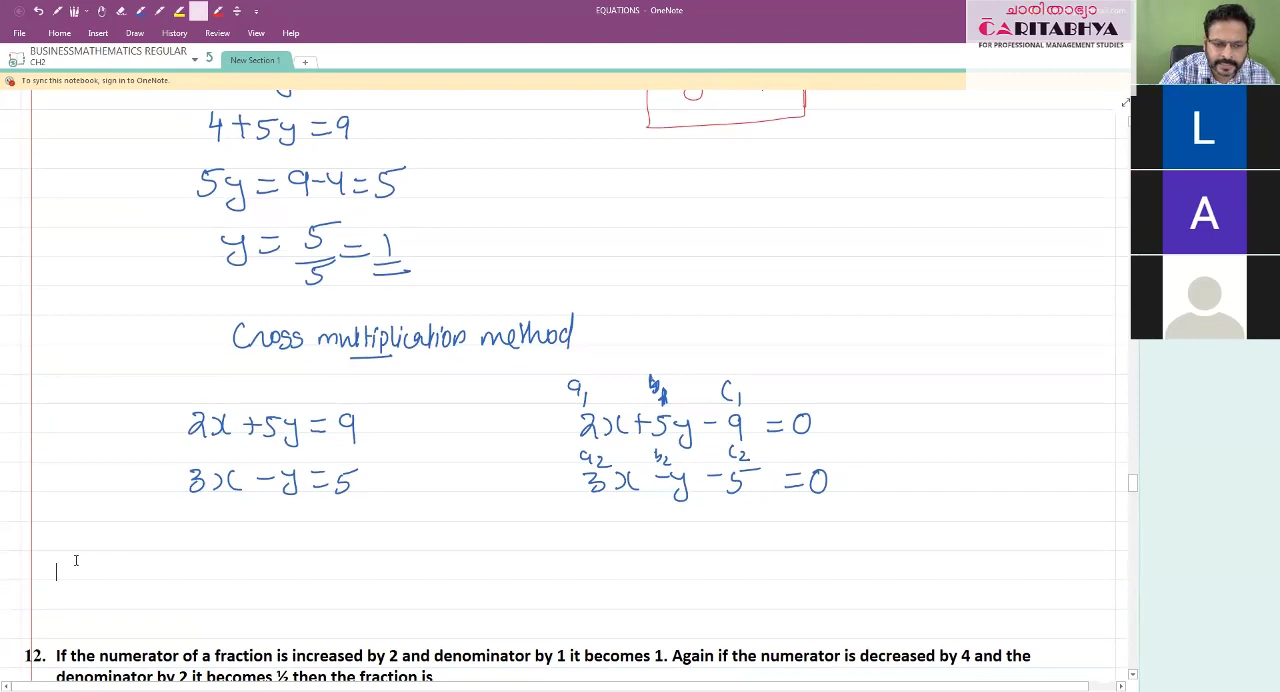 EQUATIONS - OneNote
ചാരിതാഭ്യാ
CARITABHYA
FOR PROFESSIONAL MANAGEMENT STUDIES
File Home Insert Draw History Review View Help
BUSINESSMATHEMATICS REGULAR
CH2
5
New Section 1
+
To sync this notebook, sign in to OneNote.
L
A
4+5y=9
5y=9-4=5
y=5/5=1
Cross multiplication method
a1 b1 c1
2x+5y=9
2x+5y-9=0
a2 b2 c2
3x-y=5
3x-y-5=0
12. If the numerator of a fraction is increased by 2 and denominator by 1 it becomes 1. Again if the numerator is decreased by 4 and the
denominator by 2 it becomes ½ then the fraction is